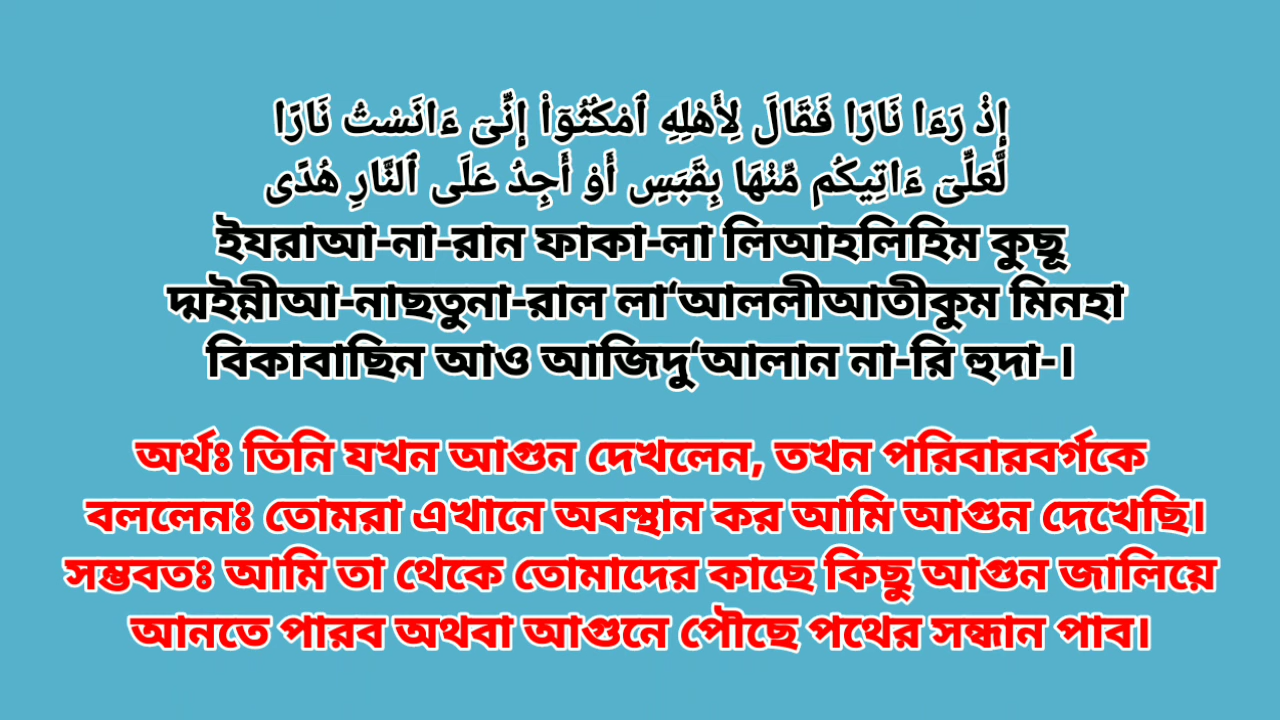 إِذْ رَءَا نَارًا فَقَالَ لِأَهْلِهِ ٱمْكُثُوٓا۟ إِنِّىٓ ءَانَسْتُ نَارًا
لَّعَلِّىٓ ءَاتِيكُم مِّنْهَا بِقَبَسٍ أَوْ أَجِدُ عَلَى ٱلنَّارِ هُدًى
ইযরাআ-না-রান ফাকা-লা লিআহলিহিম কুছূ
দ্মইন্নীআ-নাছতুনা-রাল লা‘আললীআতীকুম মিনহা
বিকাবাছিন আও আজিদু‘আলান না-রি হুদা-।
অর্থঃ তিনি যখন আগুন দেখলেন, তখন পরিবারবর্গকে
বললেনঃ তোমরা এখানে অবস্থান কর আমি আগুন দেখেছি।
সম্ভবতঃ আমি তা থেকে তোমাদের কাছে কিছু আগুন জালিয়ে
আনতে পারব অথবা আগুনে পৌছে পথের সন্ধান পাব।